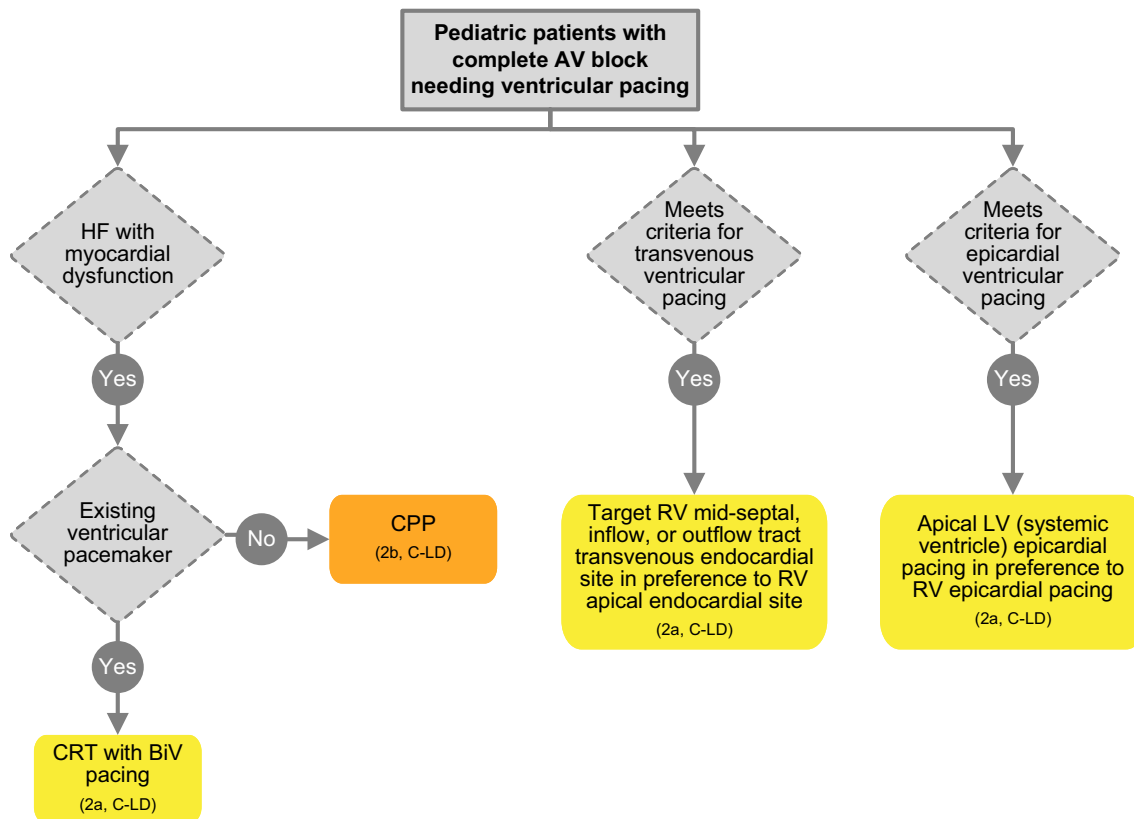 Pediatric patients with
complete AV block
needing ventricular pacing
HF with
myocardial
dysfunction
Meets
criteria for
transvenous
ventricular
pacing
Meets
criteria for
epicardial
ventricular
pacing
Yes
Yes
Yes
Existing
ventricular
pacemaker
No
CPP
(2b, C-LD)
Target RV mid-septal,
inflow, or outflow tract
transvenous endocardial
site in preference to RV
apical endocardial site
(2a, C-LD)
Apical LV (systemic
ventricle) epicardial
pacing in preference to
RV epicardial pacing
(2a, C-LD)
Yes
CRT with BiV
pacing
(2a, C-LD)